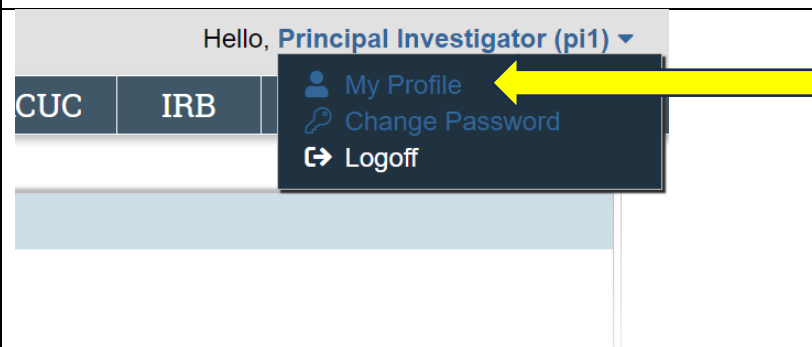 Hello, Principal Investigator (pi1)
My Profile
CUC IRB
Change Password
Logoff